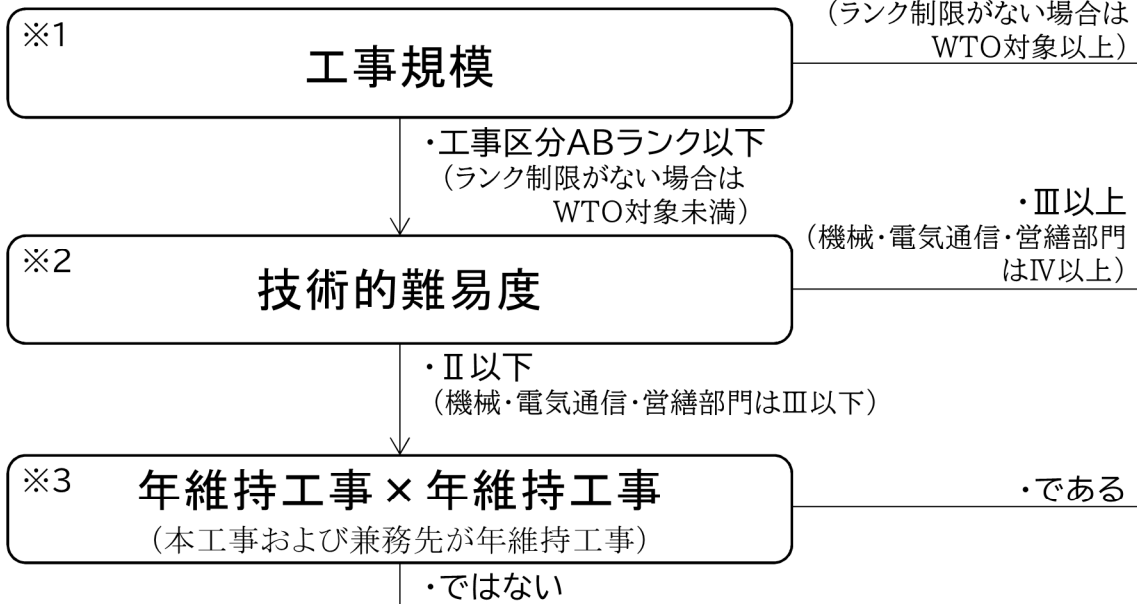 (ランク制限がない場合は
WTO対象以上)
※1
工事規模
・工事区分ABランク以下
(ランク制限がない場合は
WTO対象未満)
・Ⅲ以上
(機械・電気通信・営繕部門
はⅣ以上)
※2
技術的難易度
・Ⅱ以下
(機械・電気通信・営繕部門はⅢ以下)
※3
年維持工事×年維持工事
(本工事および兼務先が年維持工事)
・である
・ではない